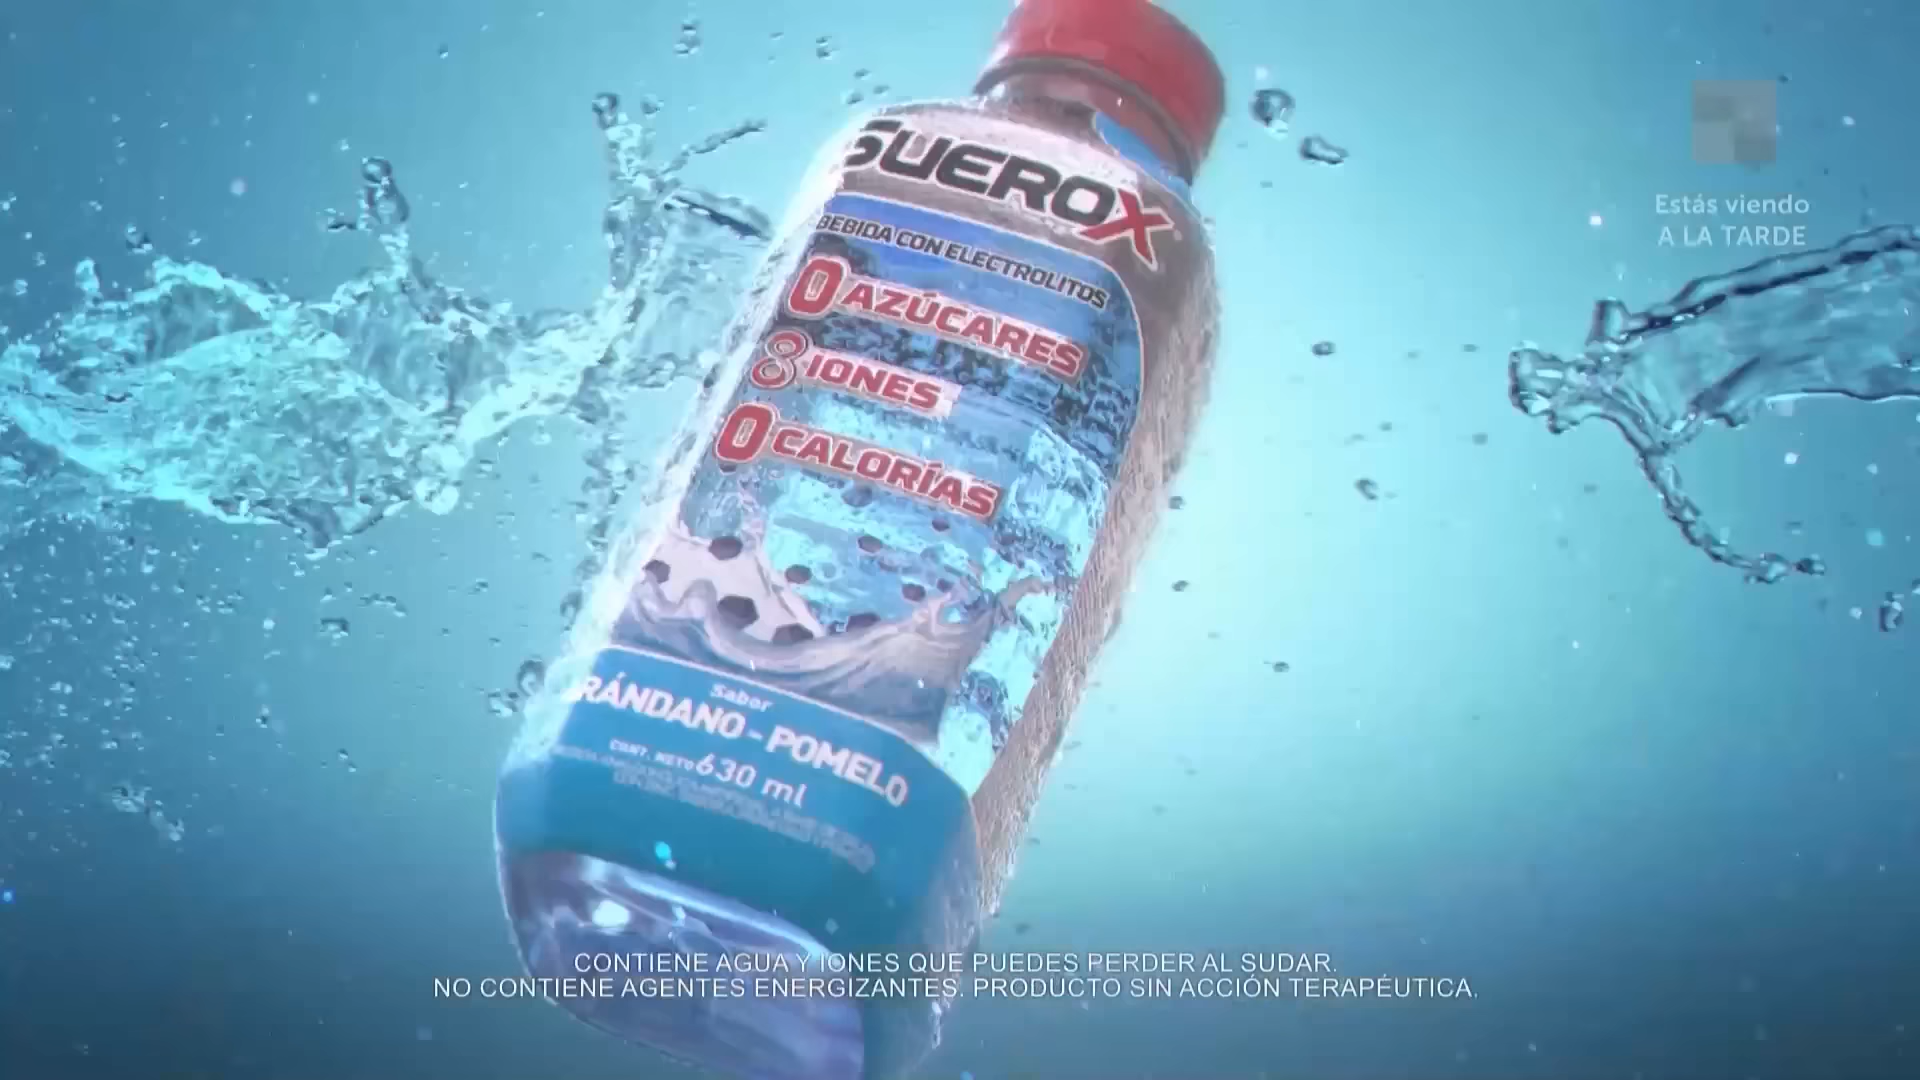 SUEROX
BEBIDA CON ELECTROLITOS
0 AZÚCARES
8 IONES
0 CALORÍAS
Sabor
RÁNDANO - POMELO
CONT. NETO 630 ml
Estás viendo
A LA TARDE
CONTIENE AGUA Y IONES QUE PUEDES PERDER AL SUDAR.
NO CONTIENE AGENTES ENERGIZANTES. PRODUCTO SIN ACCIÓN TERAPÉUTICA.